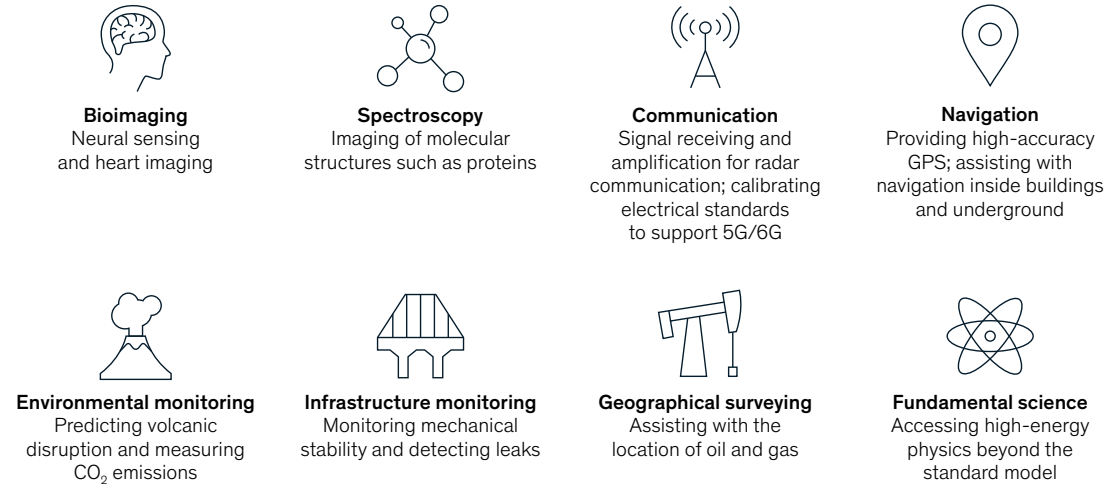 Bioimaging
Neural sensing
and heart imaging
Spectroscopy
Imaging of molecular
structures such as proteins
Communication
Signal receiving and
amplification for radar
communication; calibrating
electrical standards
to support 5G/6G
Navigation
Providing high-accuracy
GPS; assisting with
navigation inside buildings
and underground
Environmental monitoring
Predicting volcanic
disruption and measuring
CO₂ emissions
Infrastructure monitoring
Monitoring mechanical
stability and detecting leaks
Geographical surveying
Assisting with the
location of oil and gas
Fundamental science
Accessing high-energy
physics beyond the
standard model